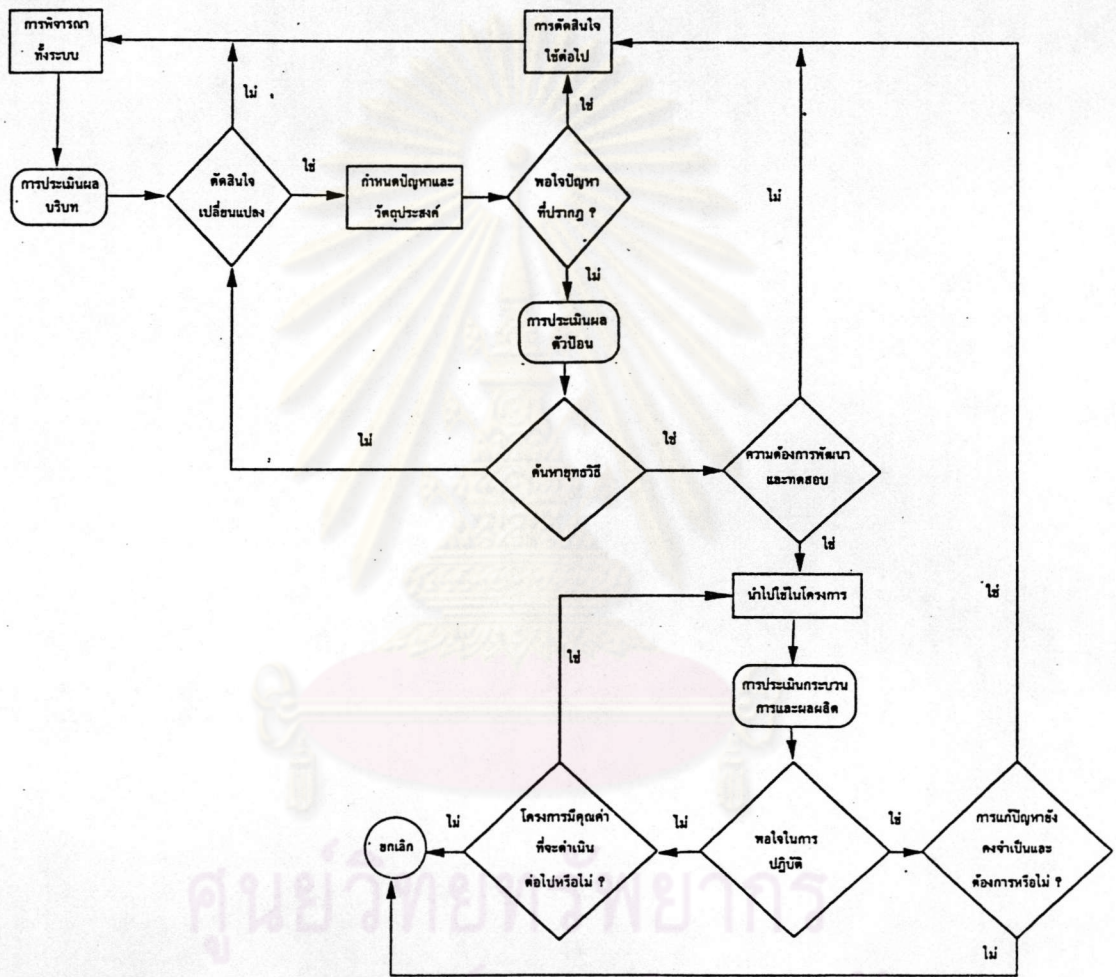 การพิจารณา
ทั้งระบบ
การตัดสินใจ
ใช้ต่อไป
ไม่
ใช่
ไม่
การประเมินผล
บริบท
ตัดสินใจ
เปลี่ยนแปลง
ใช่
กำหนดปัญหาและ
วัตถุประสงค์
พอใจปัญหา
ที่ปรากฎ ?
ไม่
การประเมินผล
ตัวป้อน
ไม่
ค้นหายุทธวิธี
ใช่
ความต้องการพัฒนา
และทดสอบ
ใช่
นำไปใช้ในโครงการ
ใช่
ใช่
การประเมินกระบวน
การและผลผลิต
ยกเลิก
ไม่
โครงการมีคุณค่า
ที่จะดำเนิน
ต่อไปหรือไม่ ?
ไม่
พอใจในการ
ปฎิบัติ
ใช่
การแก้ปัญหายัง
คงจำเป็นและ
ต้องการหรือไม่ ?
ไม่
ศูนย์วิทยทรัพยากร